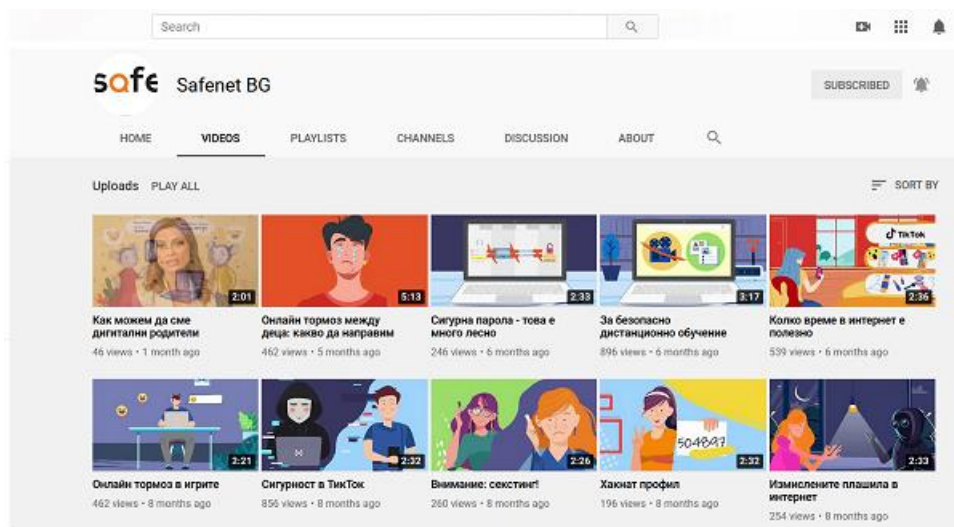 Search
safe Safenet BG
SUBSCRIBED
HOME VIDEOS PLAYLISTS CHANNELS DISCUSSION ABOUT
Uploads PLAY ALL
SORT BY
2:01
5:13
2:33
3:17
TikTok
2:36
Как можем да сме
дигитални родители
46 views • 1 month ago
Онлайн тормоз между
деца: какво да направим
462 views • 5 months ago
Сигурна парола - това е
много лесно
246 views • 6 months ago
За безопасно
дистанционно обучение
896 views • 6 months ago
Колко време в интернет е
полезно
539 views • 6 months ago
2:21
2:32
2:26
504897
2:32
2:33
Онлайн тормоз в игрите
462 views • 8 months ago
Сигурност в ТикТок
856 views • 8 months ago
Внимание: секстинг!
260 views • 8 months ago
Хакнат профил
196 views • 8 months ago
Измислените плашила в
интернет
254 views • 8 months ago